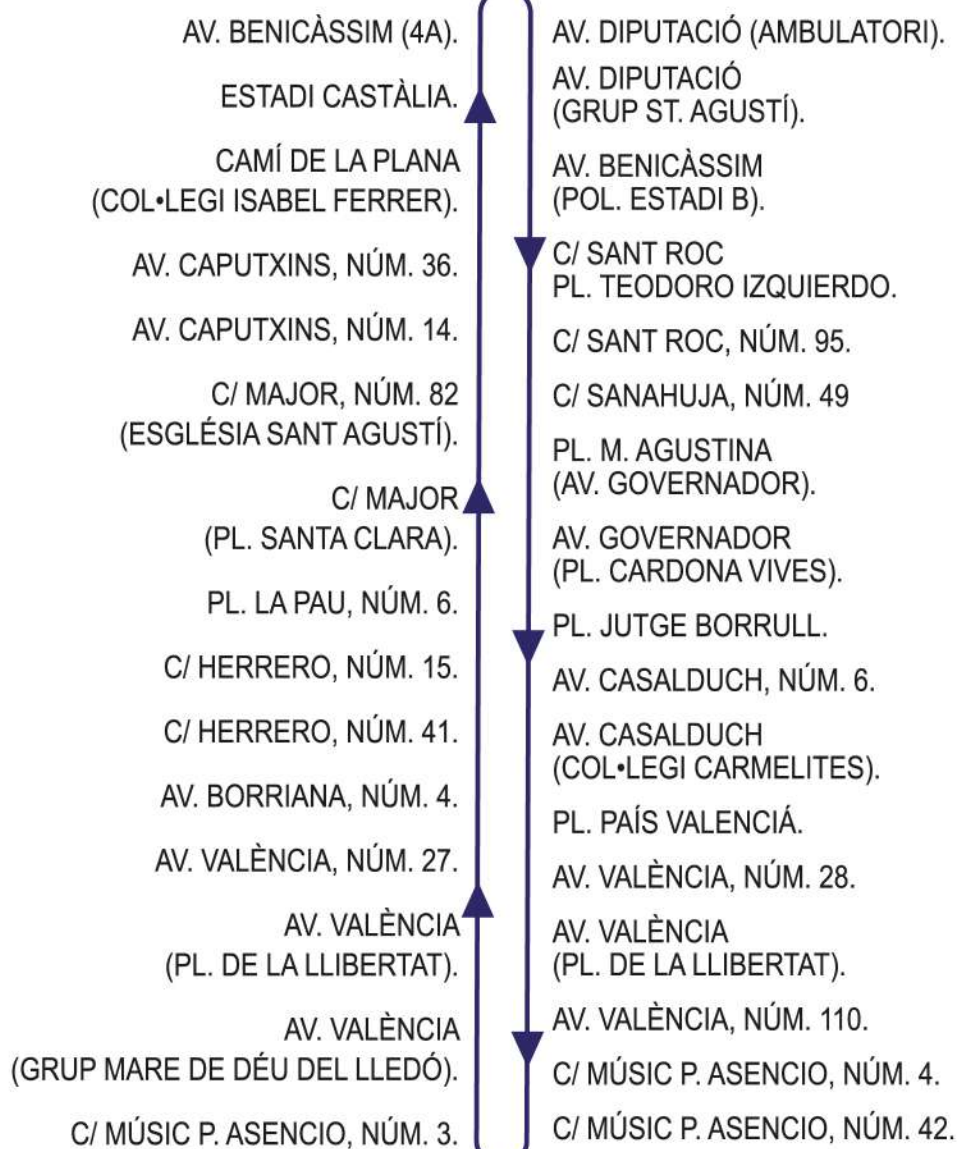 AV. BENICÀSSIM (4A).
ESTADI CASTÀLIA.
CAMÍ DE LA PLANA
(COL•LEGI ISABEL FERRER).
AV. CAPUTXINS, NÚM. 36.
AV. CAPUTXINS, NÚM. 14.
C/ MAJOR, NÚM. 82
(ESGLÉSIA SANT AGUSTÍ).
C/ MAJOR
(PL. SANTA CLARA).
PL. LA PAU, NÚM. 6.
C/ HERRERO, NÚM. 15.
C/ HERRERO, NÚM. 41.
AV. BORRIANA, NÚM. 4.
AV. VALÈNCIA, NÚM. 27.
AV. VALÈNCIA
(PL. DE LA LLIBERTAT).
AV. VALÈNCIA
(GRUP MARE DE DÉU DEL LLEDÓ).
C/ MÚSIC P. ASENCIO, NÚM. 3.
AV. DIPUTACIÓ (AMBULATORI).
AV. DIPUTACIÓ
(GRUP ST. AGUSTÍ).
AV. BENICÀSSIM
(POL. ESTADI B).
C/ SANT ROC
PL. TEODORO IZQUIERDO.
C/ SANT ROC, NÚM. 95.
C/ SANAHUJA, NÚM. 49
PL. M. AGUSTINA
(AV. GOVERNADOR).
AV. GOVERNADOR
(PL. CARDONA VIVES).
PL. JUTGE BORRULL.
AV. CASALDUCH, NÚM. 6.
AV. CASALDUCH
(COL•LEGI CARMELITES).
PL. PAÍS VALENCIÁ.
AV. VALÈNCIA, NÚM. 28.
AV. VALÈNCIA
(PL. DE LA LLIBERTAT).
AV. VALÈNCIA, NÚM. 110.
C/ MÚSIC P. ASENCIO, NÚM. 4.
C/ MÚSIC P. ASENCIO, NÚM. 42.